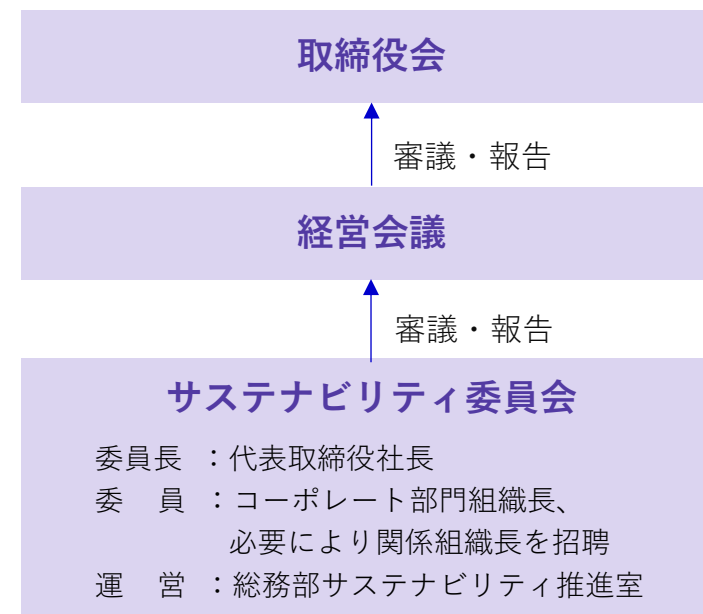 取締役会
審議・報告
経営会議
審議・報告
サステナビリティ委員会
委員長 ：代表取締役社長
委　員 ：コーポレート部門組織長、
必要により関係組織長を招聘
運　営 ：総務部サステナビリティ推進室